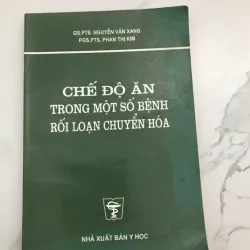 GS.PTS. NGUYỄN VĂN XANG
PGS.PTS. PHAN THỊ KIM
CHẾ ĐỘ ĂN
TRONG MỘT SỐ BỆNH
RỐI LOẠN CHUYỂN HÓA
NHÀ XUẤT BẢN Y HỌC